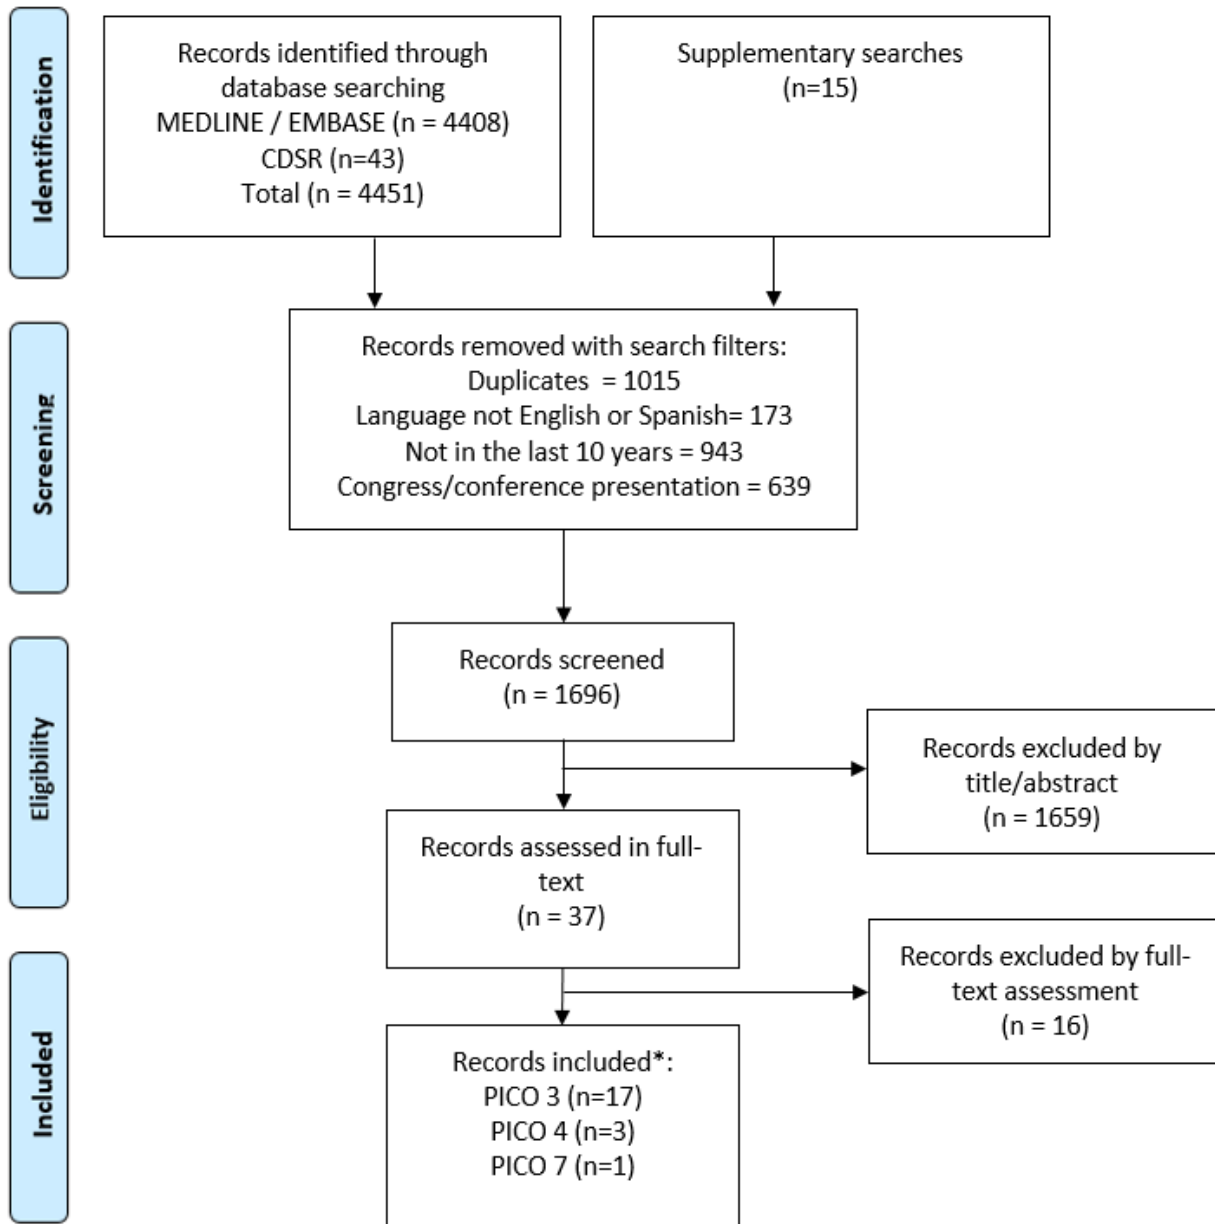 Identification
Records identified through
database searching
MEDLINE / EMBASE (n = 4408)
CDSR (n=43)
Total (n = 4451)
Supplementary searches
(n=15)
Screening
Records removed with search filters:
Duplicates = 1015
Language not English or Spanish= 173
Not in the last 10 years = 943
Congress/conference presentation = 639
Eligibility
Records screened
(n = 1696)
Records excluded by
title/abstract
(n = 1659)
Records assessed in full-
text
(n = 37)
Records excluded by full-
text assessment
(n = 16)
Included
Records included*:
PICO 3 (n=17)
PICO 4 (n=3)
PICO 7 (n=1)